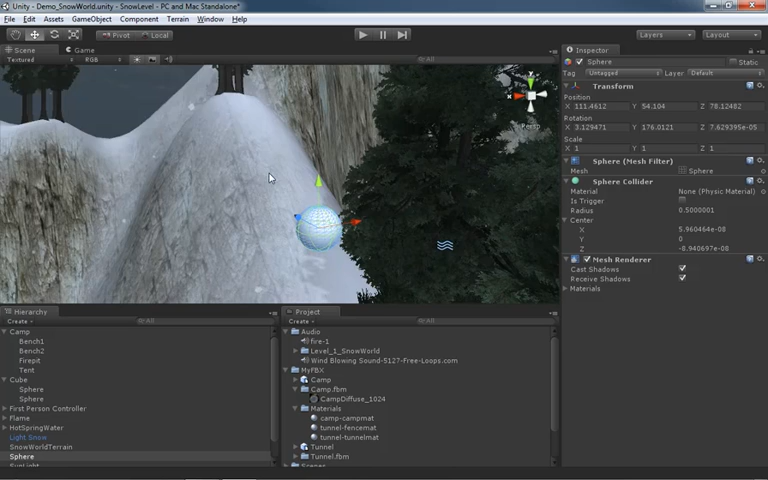 Unity - Demo_SnowWorld.unity - SnowLevel - PC and Mac Standalone*
File Edit Assets GameObject Component Terrain Window Help
Pivot Local Layers Layout
Scene Game
Textured RGB All
y
x
Persp
Inspector
Sphere Static
Tag Untagged Layer Default
Transform
Position
X 111.4612 Y 54.104 Z 78.12482
Rotation
X 3.129471 Y 176.0121 Z 7.629395e-05
Scale
X 1 Y 1 Z 1
Sphere (Mesh Filter)
Mesh Sphere
Sphere Collider
Material None (Physic Material)
Is Trigger
Radius 0.5000001
Center
X 5.960464e-08
Y 0
Z -8.940697e-08
Mesh Renderer
Cast Shadows
Receive Shadows
Materials
Hierarchy
Create All
Camp
Bench1
Bench2
Firepit
Tent
Cube
Sphere
Sphere
First Person Controller
Flame
HotSpringWater
Light Snow
SnowWorldTerrain
Sphere
SunLight
Project
Create All
Audio
fire-1
Level_1_SnowWorld
Wind Blowing Sound-5127-Free-Loops.com
MyFBX
Camp
Camp.fbm
CampDiffuse_1024
Materials
camp-campmat
tunnel-fencemat
tunnel-tunnelmat
Tunnel
Tunnel.fbm
Scenes